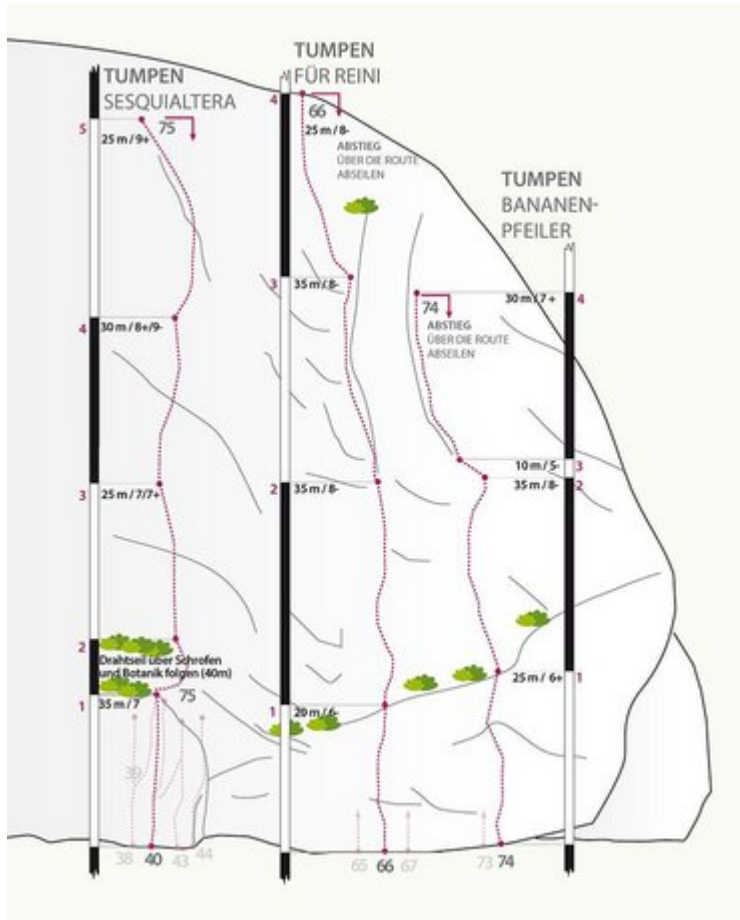 TUMPEN
SESQUIALTERA
5
75
25 m / 9+
4
30 m / 8+/9-
3
25 m / 7/7+
2
Drahtseil über Schrofen
und Botanik folgen (40m)
1
35 m / 7
75
39
38
40
43
44
TUMPEN
FÜR REINI
4
66
25 m / 8-
ABSTIEG
ÜBER DIE ROUTE
ABSEILEN
3
35 m / 8-
2
35 m / 8-
1
20 m / 6-
65
66
67
TUMPEN
BANANEN-
PFEILER
30 m / 7 +
4
74
ABSTIEG
ÜBER DIE ROUTE
ABSEILEN
10 m / 5-
3
35 m / 8-
2
25 m / 6+
1
73
74